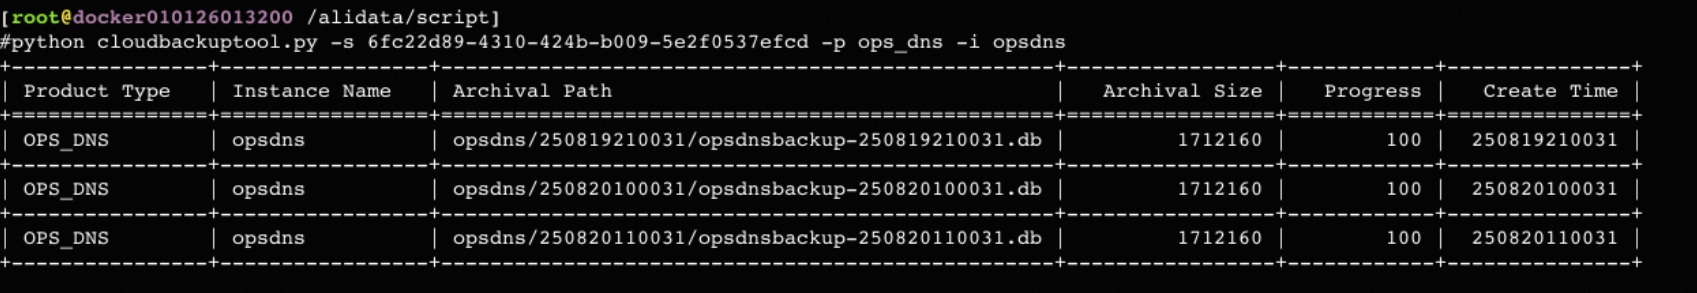 [root@docker010126013200 /alidata/script]
#python cloudbackuptool.py -s 6fc22d89-4310-424b-b009-5e2f0537efcd -p ops_dns -i opsdns
+----------------+----------------+-----------------------------------------------+----------------+-----------+--------------+
| Product Type | Instance Name | Archival Path | Archival Size | Progress | Create Time |
+================+================+===============================================+================+===========+==============+
| OPS_DNS | opsdns | opsdns/250819210031/opsdnsbackup-250819210031.db | 1712160 | 100 | 250819210031 |
+----------------+----------------+-----------------------------------------------+----------------+-----------+--------------+
| OPS_DNS | opsdns | opsdns/250820100031/opsdnsbackup-250820100031.db | 1712160 | 100 | 250820100031 |
+----------------+----------------+-----------------------------------------------+----------------+-----------+--------------+
| OPS_DNS | opsdns | opsdns/250820110031/opsdnsbackup-250820110031.db | 1712160 | 100 | 250820110031 |
+----------------+----------------+-----------------------------------------------+----------------+-----------+--------------+